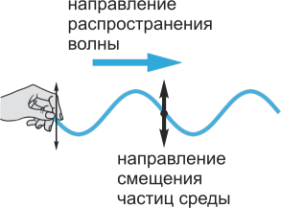 направление
распространения
волны
направление
смещения
частиц среды